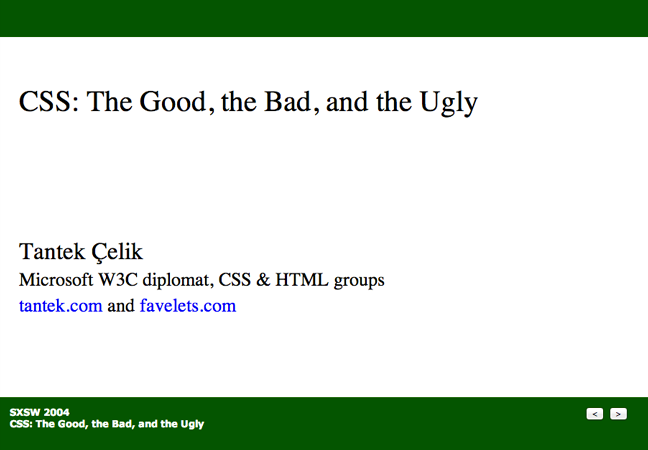 CSS: The Good, the Bad, and the Ugly
Tantek Çelik
Microsoft W3C diplomat, CSS & HTML groups
tantek.com and favelets.com
SXSW 2004
CSS: The Good, the Bad, and the Ugly
< >